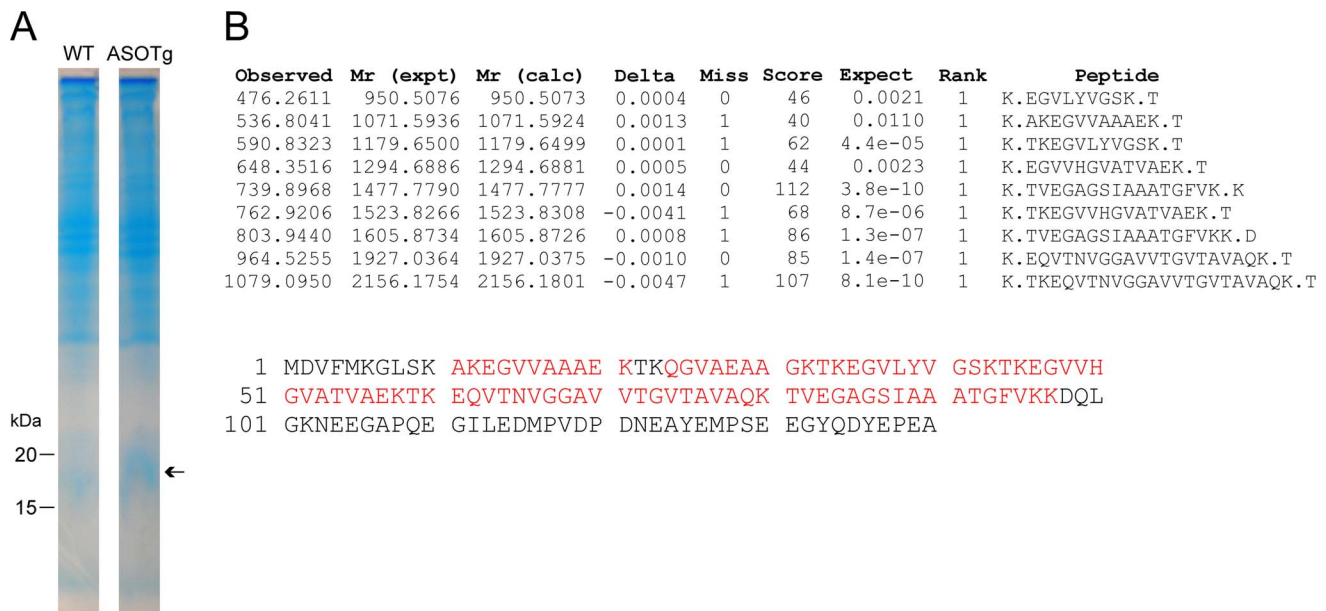 A
B
WT ASOTg
Observed Mr (expt) Mr (calc) Delta Miss Score Expect Rank Peptide
476.2611 950.5076 950.5073 0.0004 0 46 0.0021 1 K.EGVLYVGSK.T
536.8041 1071.5936 1071.5924 0.0013 1 40 0.0110 1 K.AKEGVVAAAEK.T
590.8323 1179.6500 1179.6499 0.0001 1 62 4.4e-05 1 K.TKEGVLYVGSK.T
648.3516 1294.6886 1294.6881 0.0005 0 44 0.0023 1 K.EGVVHGVATVAEK.T
739.8968 1477.7790 1477.7777 0.0014 0 112 3.8e-10 1 K.TVEGAGSIAAATGFVK.K
762.9206 1523.8266 1523.8308 -0.0041 1 68 8.7e-06 1 K.TKEGVVHGVATVAEK.T
803.9440 1605.8734 1605.8726 0.0008 1 86 1.3e-07 1 K.TVEGAGSIAAATGFVKK.D
964.5255 1927.0364 1927.0375 -0.0010 0 85 1.4e-07 1 K.EQVTNVGGAVVTGVTAVAQK.T
1079.0950 2156.1754 2156.1801 -0.0047 1 107 8.1e-10 1 K.TKEQVTNVGGAVVTGVTAVAQK.T
1 MDVFMKGLSK AKEGVVAAAE KTKQGVAEAA GKTKEGVLYV GSKTKEGVVH
51 GVATVAEKTK EQVTNVGGAV VTGVTAVAQK TVEGAGSIAA ATGFVKKDQL
101 GKNEEGAPQE GILEDMPVDP DNEAYEMPSE EGYQDYEPEA
kDa
20
15